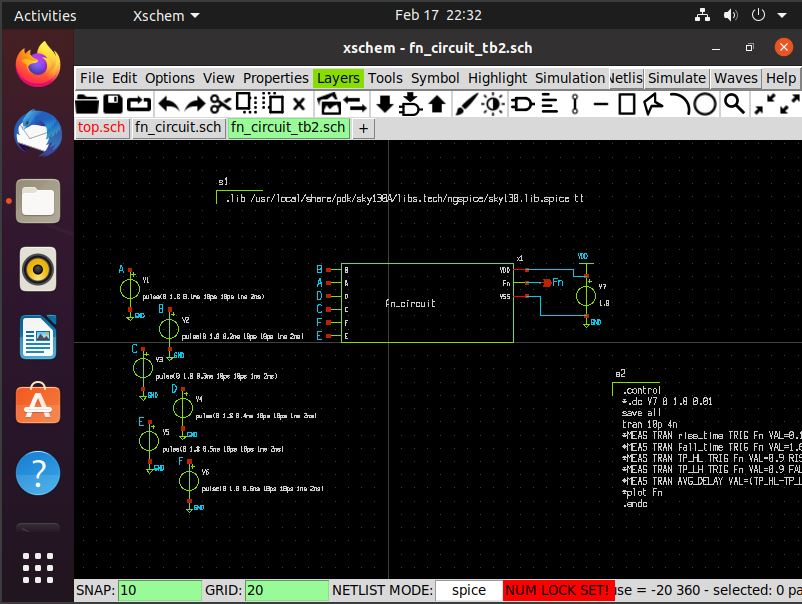 Activities
Xschem
Feb 17 22:32
xschem - fn_circuit_tb2.sch
File Edit Options View Properties Layers Tools Symbol Highlight Simulation Netlis Simulate Waves Help
top.sch fn_circuit.sch fn_circuit_tb2.sch +
s1
.lib /usr/local/share/pdk/sky130A/libs.tech/ngspice/sky130.lib.spice tt
A
V1
pulse(0 1.8 0.1ns 10ps 10ps 1ns 2ns)
GND
B
V2
pulse(0 1.8 0.2ns 10ps 10ps 1ns 2ns)
GND
C
V3
pulse(0 1.8 0.3ns 10ps 10ps 1ns 2ns)
GND
D
V4
pulse(0 1.8 0.4ns 10ps 10ps 1ns 2ns)
GND
E
V5
pulse(0 1.8 0.5ns 10ps 10ps 1ns 2ns)
GND
F
V6
pulse(0 1.8 0.6ns 10ps 10ps 1ns 2ns)
GND
x1
B B VDD
A A Fn Fn
D D VSS
C C
F F
E E
fn_circuit
VDD
V7
1.8
GND
s2
.control
*.dc V7 0 1.8 0.01
save all
tran 10p 4n
*MEAS TRAN rise_time TRIG Fn VAL=0.1
*MEAS TRAN fall_time TRIG Fn VAL=1.6
*MEAS TRAN TP_HL TRIG Fn VAL=0.9 RIS
*MEAS TRAN TP_LH TRIG Fn VAL=0.9 FAL
*MEAS TRAN AVG_DELAY VAL=(TP_HL-TP_L
*plot Fn
.endc
SNAP: 10 GRID: 20 NETLIST MODE: spice NUM LOCK SET! use = -20 360 - selected: 0 pa